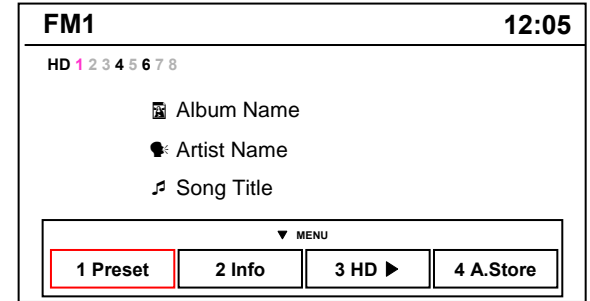 FM1 12:05
HD 1 2 3 4 5 6 7 8
Album Name
Artist Name
Song Title
▼ MENU
1 Preset 2 Info 3 HD ▶ 4 A.Store